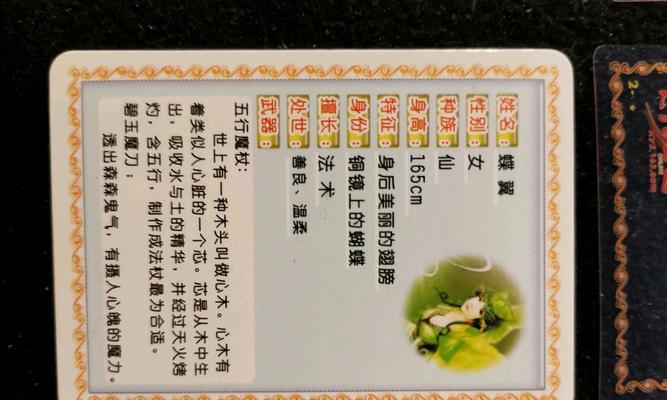 姓名：蝶翼
性别：女
种族：仙
身高：165cm
特征：身后美丽的翅膀
身份：铜镜上的蝴蝶
擅长：法术
处世：善良、温柔
武器：
五行魔杖：
世上有一种木头叫做心木。心木有
着类似人心脏的一个芯。芯是从木中生
出，吸收水与土的精华，并经过天火烤
灼，含五行，制作成法杖最为合适。
碧玉魔刀：
透出森森鬼气，有摄人心魄的魔力。
2-★